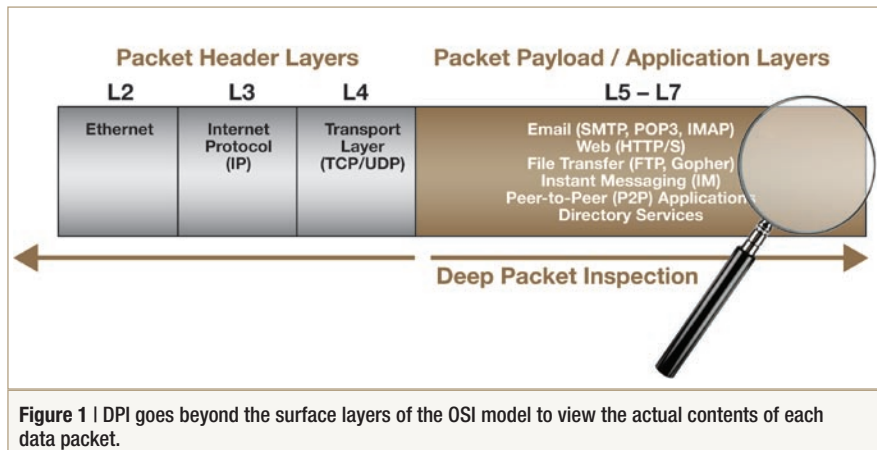 Packet Header Layers
Packet Payload / Application Layers
L2
L3
L4
L5 – L7
Ethernet
Internet
Protocol
(IP)
Transport
Layer
(TCP/UDP)
Email (SMTP, POP3, IMAP)
Web (HTTP/S)
File Transfer (FTP, Gopher)
Instant Messaging (IM)
Peer-to-Peer (P2P) Applications
Directory Services
Deep Packet Inspection
Figure 1 | DPI goes beyond the surface layers of the OSI model to view the actual contents of each
data packet.